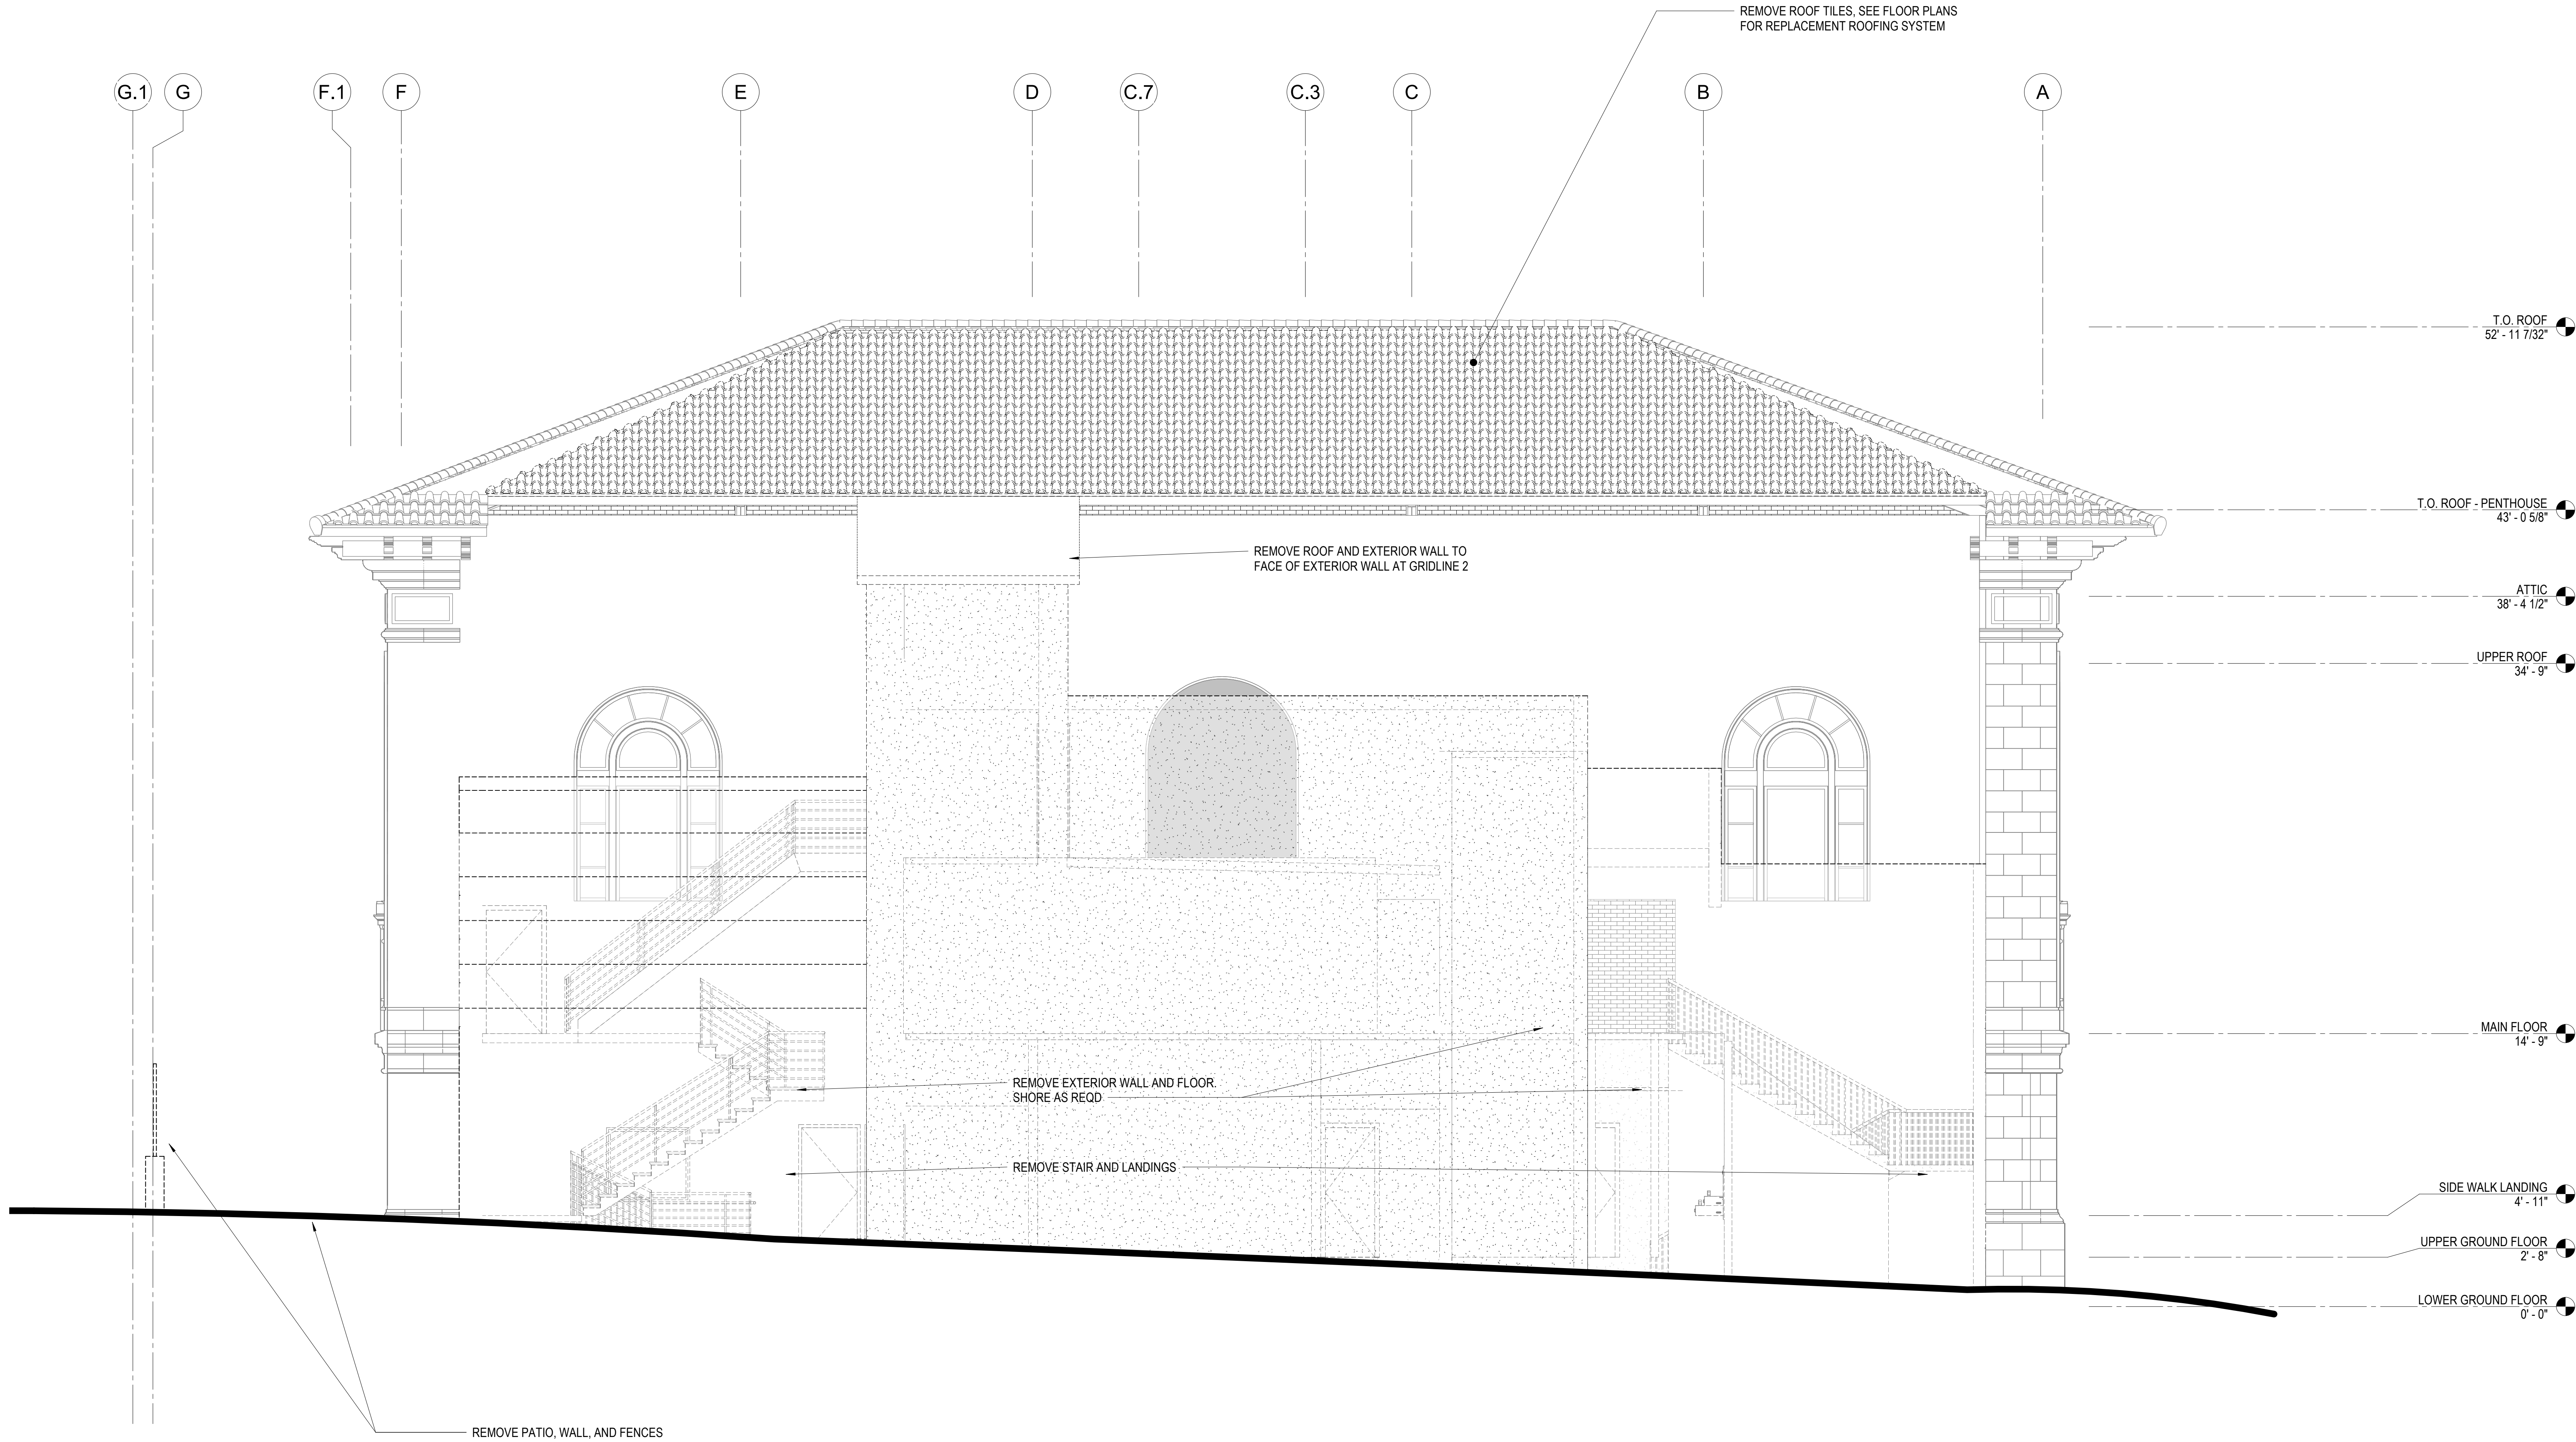 REMOVE ROOF TILES, SEE FLOOR PLANS
FOR REPLACEMENT ROOFING SYSTEM
G.1
G
F.1
F
E
D
C.7
C.3
C
B
A
T.O. ROOF
52' - 11 7/32"
T.O. ROOF - PENTHOUSE
43' - 0 5/8"
REMOVE ROOF AND EXTERIOR WALL TO
FACE OF EXTERIOR WALL AT GRIDLINE 2
ATTIC
38' - 4 1/2"
UPPER ROOF
34' - 9"
MAIN FLOOR
14' - 9"
REMOVE EXTERIOR WALL AND FLOOR.
SHORE AS REQD
REMOVE STAIR AND LANDINGS
SIDE WALK LANDING
4' - 11"
UPPER GROUND FLOOR
2' - 8"
LOWER GROUND FLOOR
0' - 0"
REMOVE PATIO, WALL, AND FENCES